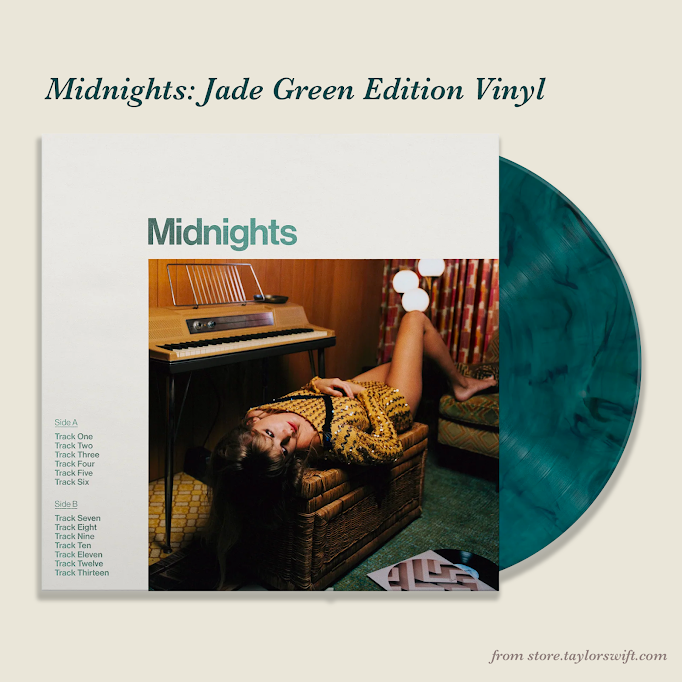 Midnights: Jade Green Edition Vinyl
Midnights
Side A
Track One
Track Two
Track Three
Track Four
Track Five
Track Six
Side B
Track Seven
Track Eight
Track Nine
Track Ten
Track Eleven
Track Twelve
Track Thirteen
from store.taylorswift.com